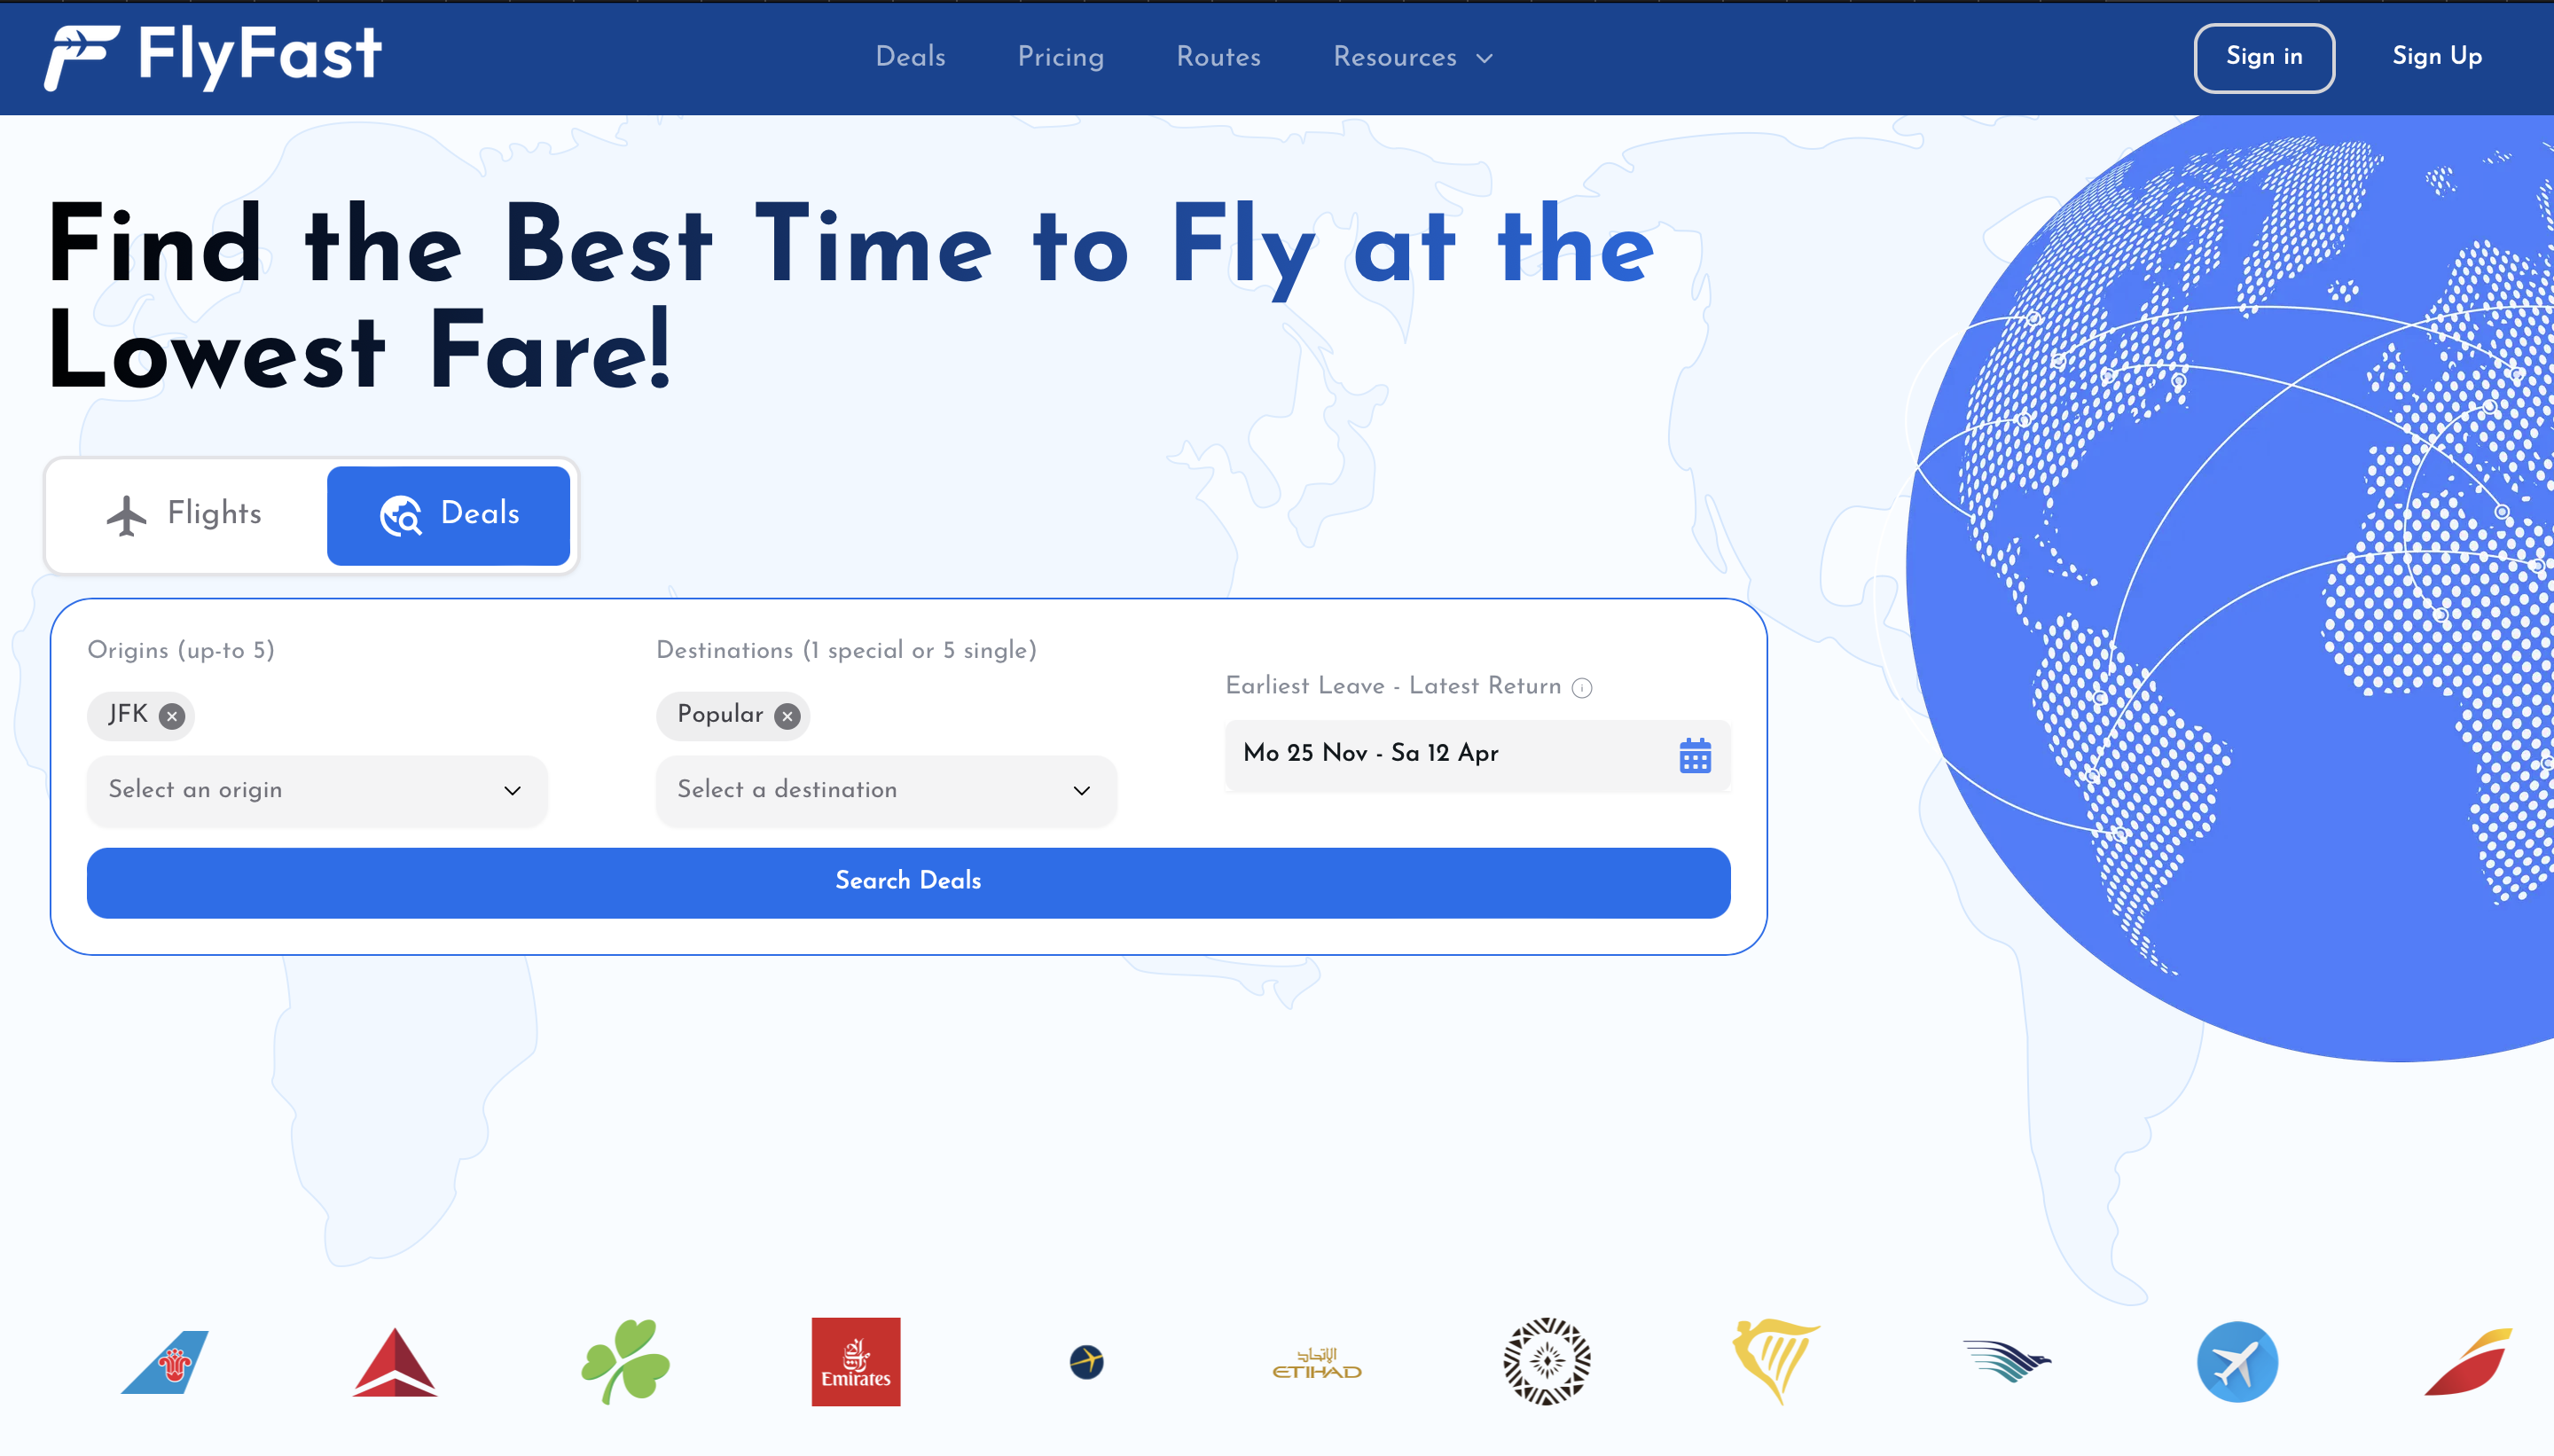 FlyFast
Deals
Pricing
Routes
Resources
Sign in
Sign Up
Find the Best Time to Fly at the
Lowest Fare!
Flights
Deals
Origins (up-to 5)
JFK
Select an origin
Destinations (1 special or 5 single)
Popular
Select a destination
Earliest Leave - Latest Return
Mo 25 Nov - Sa 12 Apr
Search Deals
Emirates
الإتحاد
ETIHAD